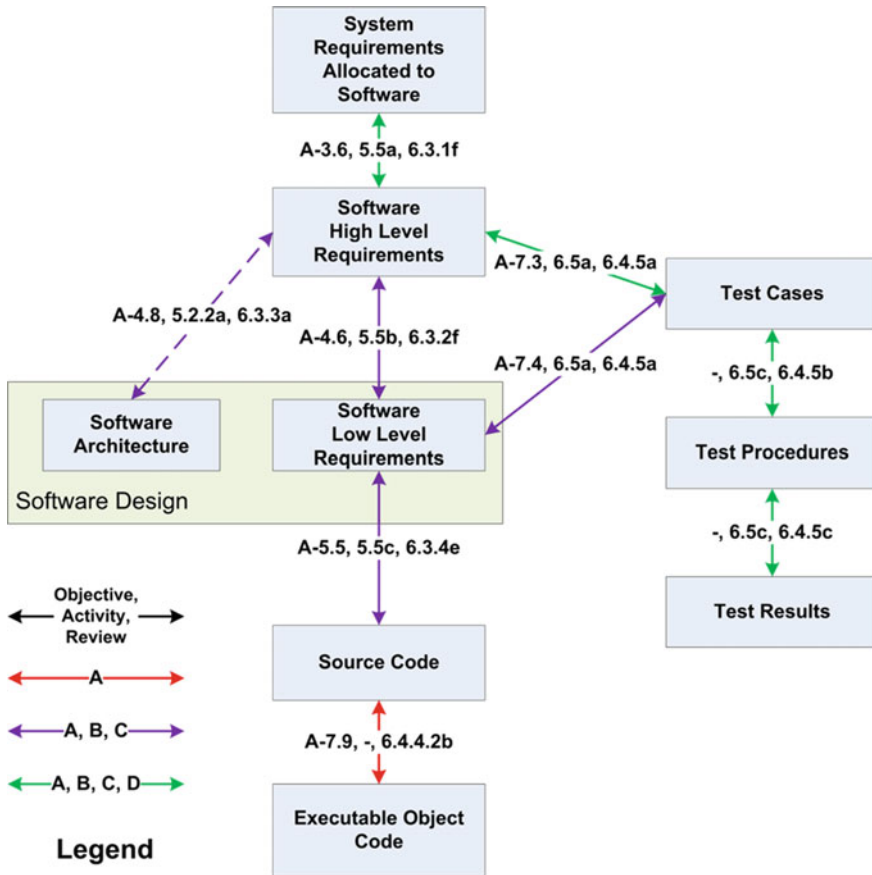 System
Requirements
Allocated to
Software
A-3.6, 5.5a, 6.3.1f
Software
High Level
Requirements
A-7.3, 6.5a, 6.4.5a
Test Cases
A-4.8, 5.2.2a, 6.3.3a
A-4.6, 5.5b, 6.3.2f
A-7.4, 6.5a, 6.4.5a
-, 6.5c, 6.4.5b
Software
Architecture
Software
Low Level
Requirements
Software Design
Test Procedures
-, 6.5c, 6.4.5c
A-5.5, 5.5c, 6.3.4e
Test Results
Objective,
Activity,
Review
A
A, B, C
A, B, C, D
Legend
Source Code
A-7.9, -, 6.4.4.2b
Executable Object
Code